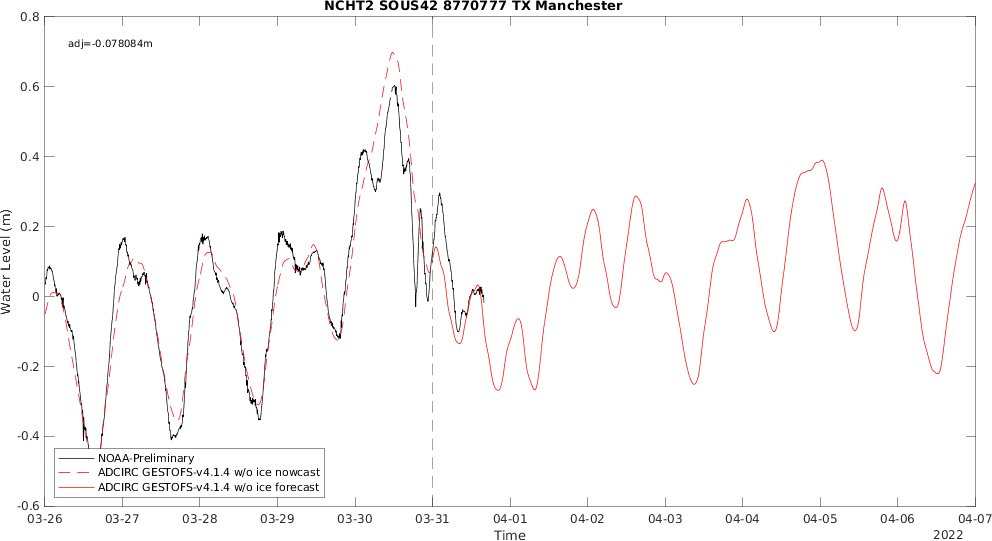 NCHT2 SOUS42 8770777 TX Manchester
adj=-0.078084m
0.8
0.6
0.4
0.2
0
-0.2
-0.4
-0.6
Water Level (m)
NOAA-Preliminary
ADCIRC GESTOFS-v4.1.4 w/o ice nowcast
ADCIRC GESTOFS-v4.1.4 w/o ice forecast
03-26 03-27 03-28 03-29 03-30 03-31 04-01 04-02 04-03 04-04 04-05 04-06 04-07
Time
2022